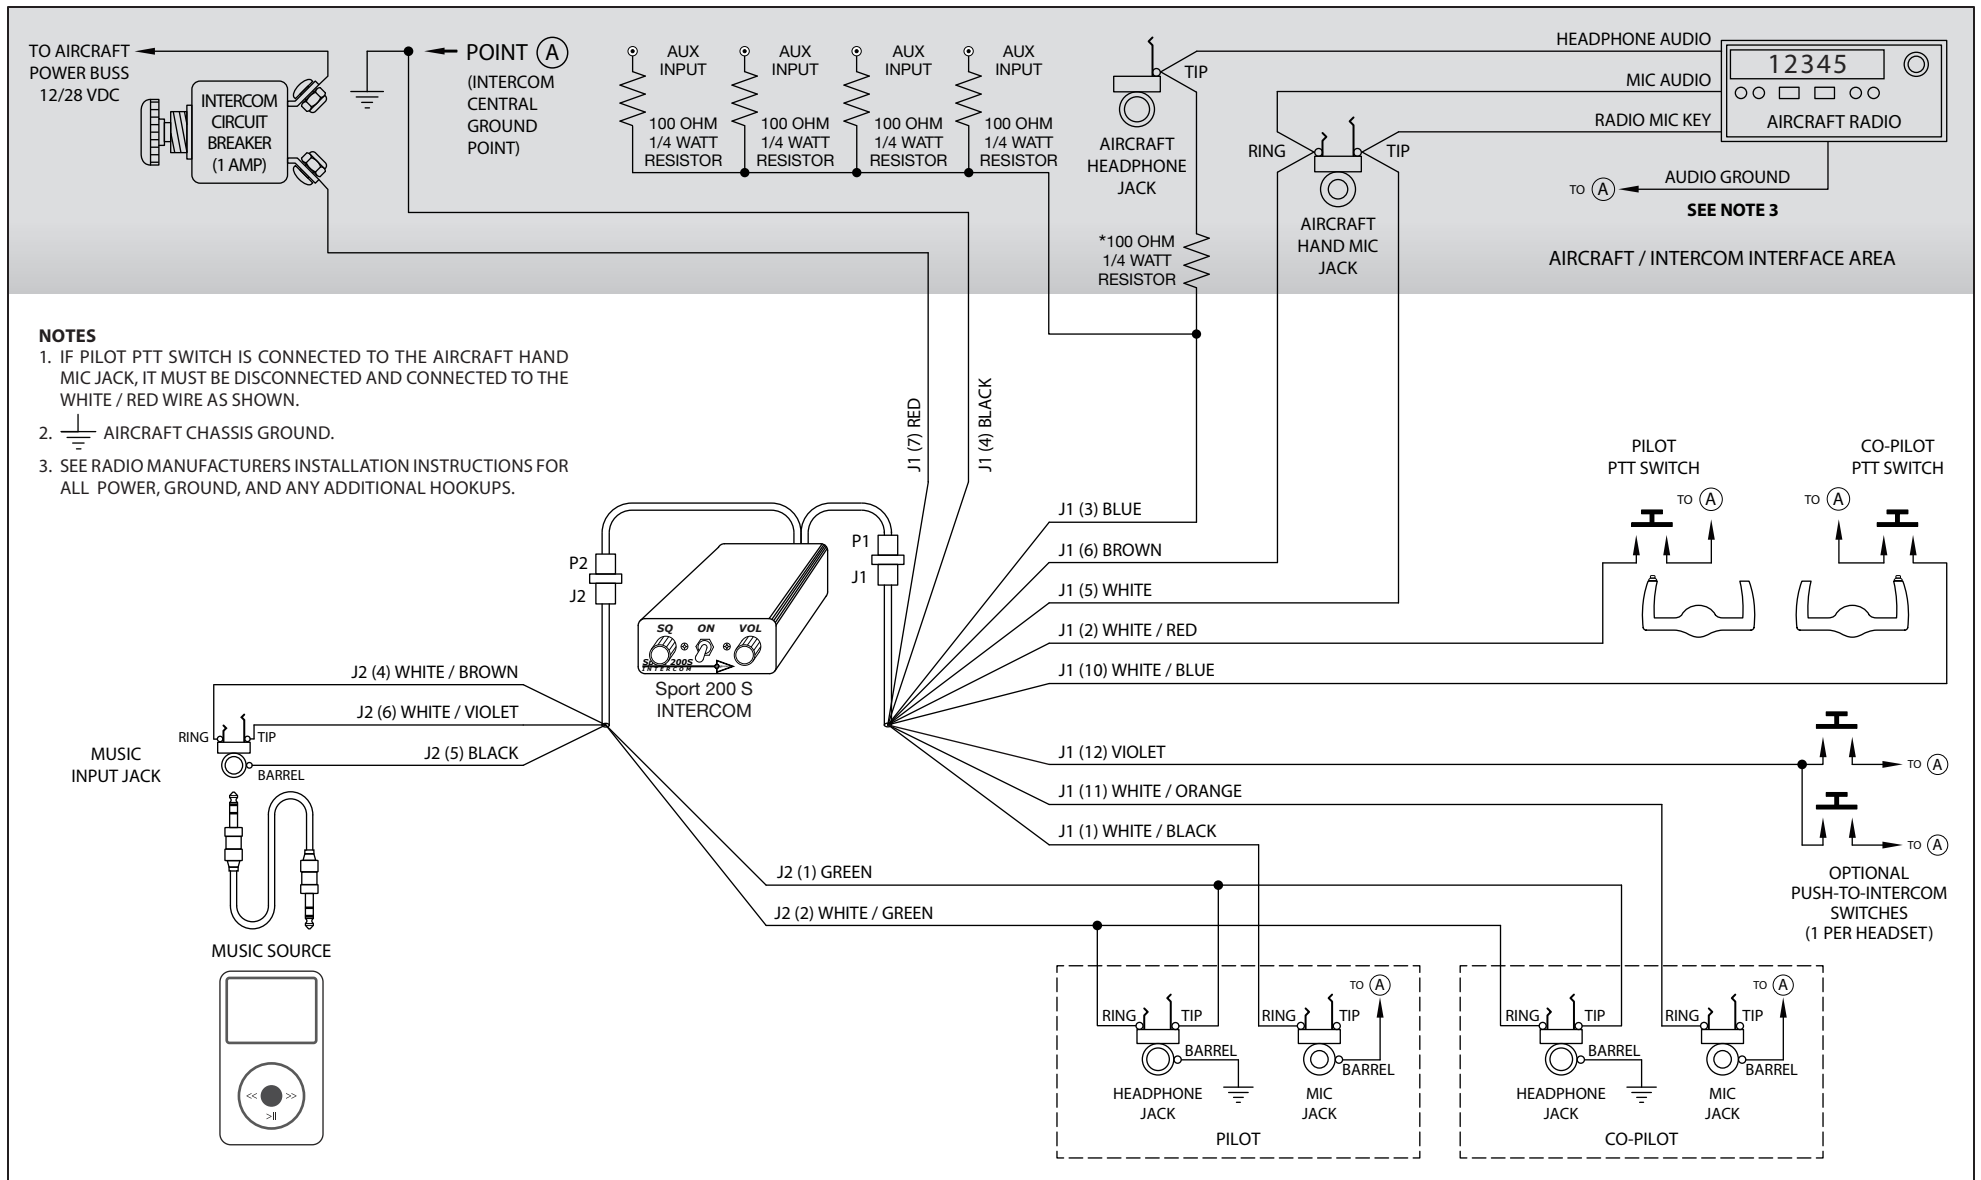 TO AIRCRAFT
POWER BUSS
12/28 VDC
INTERCOM
CIRCUIT
BREAKER
(1 AMP)
POINT A
(INTERCOM
CENTRAL
GROUND
POINT)
AUX
INPUT
100 OHM
1/4 WATT
RESISTOR
AUX
INPUT
100 OHM
1/4 WATT
RESISTOR
AUX
INPUT
100 OHM
1/4 WATT
RESISTOR
AUX
INPUT
100 OHM
1/4 WATT
RESISTOR
TIP
AIRCRAFT
HEADPHONE
JACK
*100 OHM
1/4 WATT
RESISTOR
HEADPHONE AUDIO
MIC AUDIO
RADIO MIC KEY
12345
AIRCRAFT RADIO
RING
TIP
AIRCRAFT
HAND MIC
JACK
TO A
AUDIO GROUND
SEE NOTE 3
AIRCRAFT / INTERCOM INTERFACE AREA
NOTES
1. IF PILOT PTT SWITCH IS CONNECTED TO THE AIRCRAFT HAND
MIC JACK, IT MUST BE DISCONNECTED AND CONNECTED TO THE
WHITE / RED WIRE AS SHOWN.
2. AIRCRAFT CHASSIS GROUND.
3. SEE RADIO MANUFACTURERS INSTALLATION INSTRUCTIONS FOR
ALL POWER, GROUND, AND ANY ADDITIONAL HOOKUPS.
J1 (7) RED
J1 (4) BLACK
J1 (3) BLUE
J1 (6) BROWN
J1 (5) WHITE
J1 (2) WHITE / RED
J1 (10) WHITE / BLUE
PILOT
PTT SWITCH
TO A
CO-PILOT
PTT SWITCH
TO A
P2
J2
P1
J1
SQ
ON
VOL
200S
INTERCOM
Sport 200 S
INTERCOM
J2 (4) WHITE / BROWN
J2 (6) WHITE / VIOLET
J2 (5) BLACK
RING
TIP
BARREL
MUSIC
INPUT JACK
MUSIC SOURCE
<<
>>
>II
J1 (12) VIOLET
J1 (11) WHITE / ORANGE
J1 (1) WHITE / BLACK
TO A
TO A
OPTIONAL
PUSH-TO-INTERCOM
SWITCHES
(1 PER HEADSET)
J2 (1) GREEN
J2 (2) WHITE / GREEN
RING
TIP
BARREL
HEADPHONE
JACK
RING
TIP
TO A
BARREL
MIC
JACK
PILOT
RING
TIP
BARREL
HEADPHONE
JACK
RING
TIP
TO A
BARREL
MIC
JACK
CO-PILOT